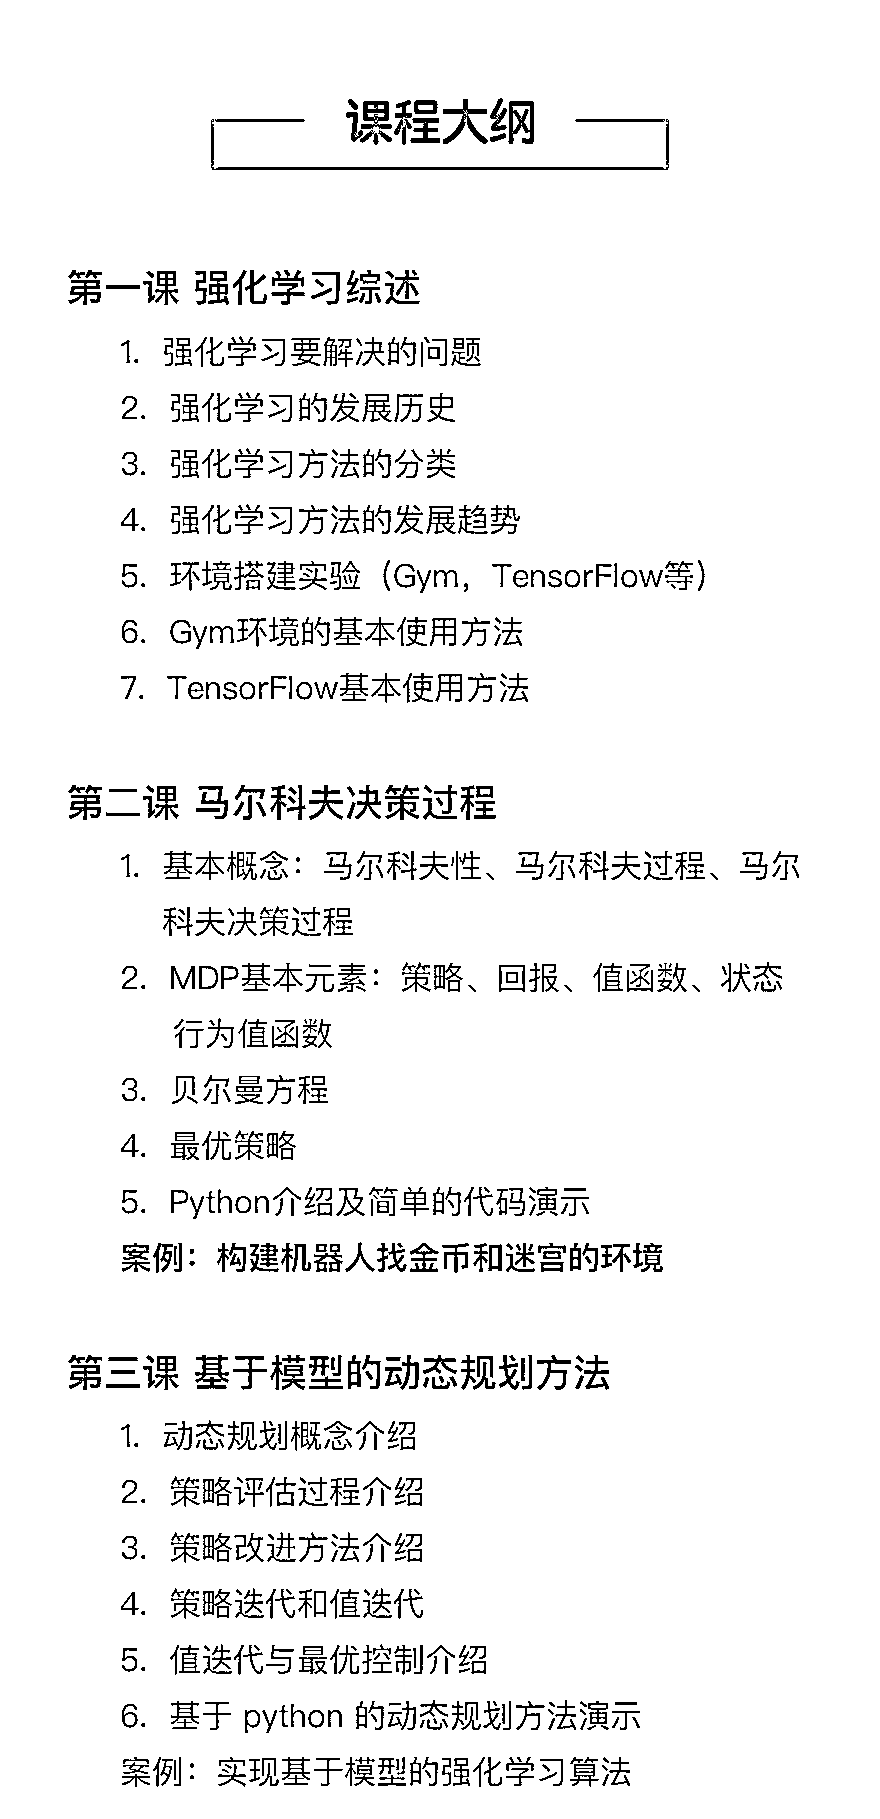 课程大纲
第一课 强化学习综述
1. 强化学习要解决的问题
2. 强化学习的发展历史
3. 强化学习方法的分类
4. 强化学习方法的发展趋势
5. 环境搭建实验（Gym，TensorFlow等）
6. Gym环境的基本使用方法
7. TensorFlow基本使用方法
第二课 马尔科夫决策过程
1. 基本概念：马尔科夫性、马尔科夫过程、马尔
科夫决策过程
2. MDP基本元素：策略、回报、值函数、状态
行为值函数
3. 贝尔曼方程
4. 最优策略
5. Python介绍及简单的代码演示
案例：构建机器人找金币和迷宫的环境
第三课 基于模型的动态规划方法
1. 动态规划概念介绍
2. 策略评估过程介绍
3. 策略改进方法介绍
4. 策略迭代和值迭代
5. 值迭代与最优控制介绍
6. 基于 python 的动态规划方法演示
案例：实现基于模型的强化学习算法